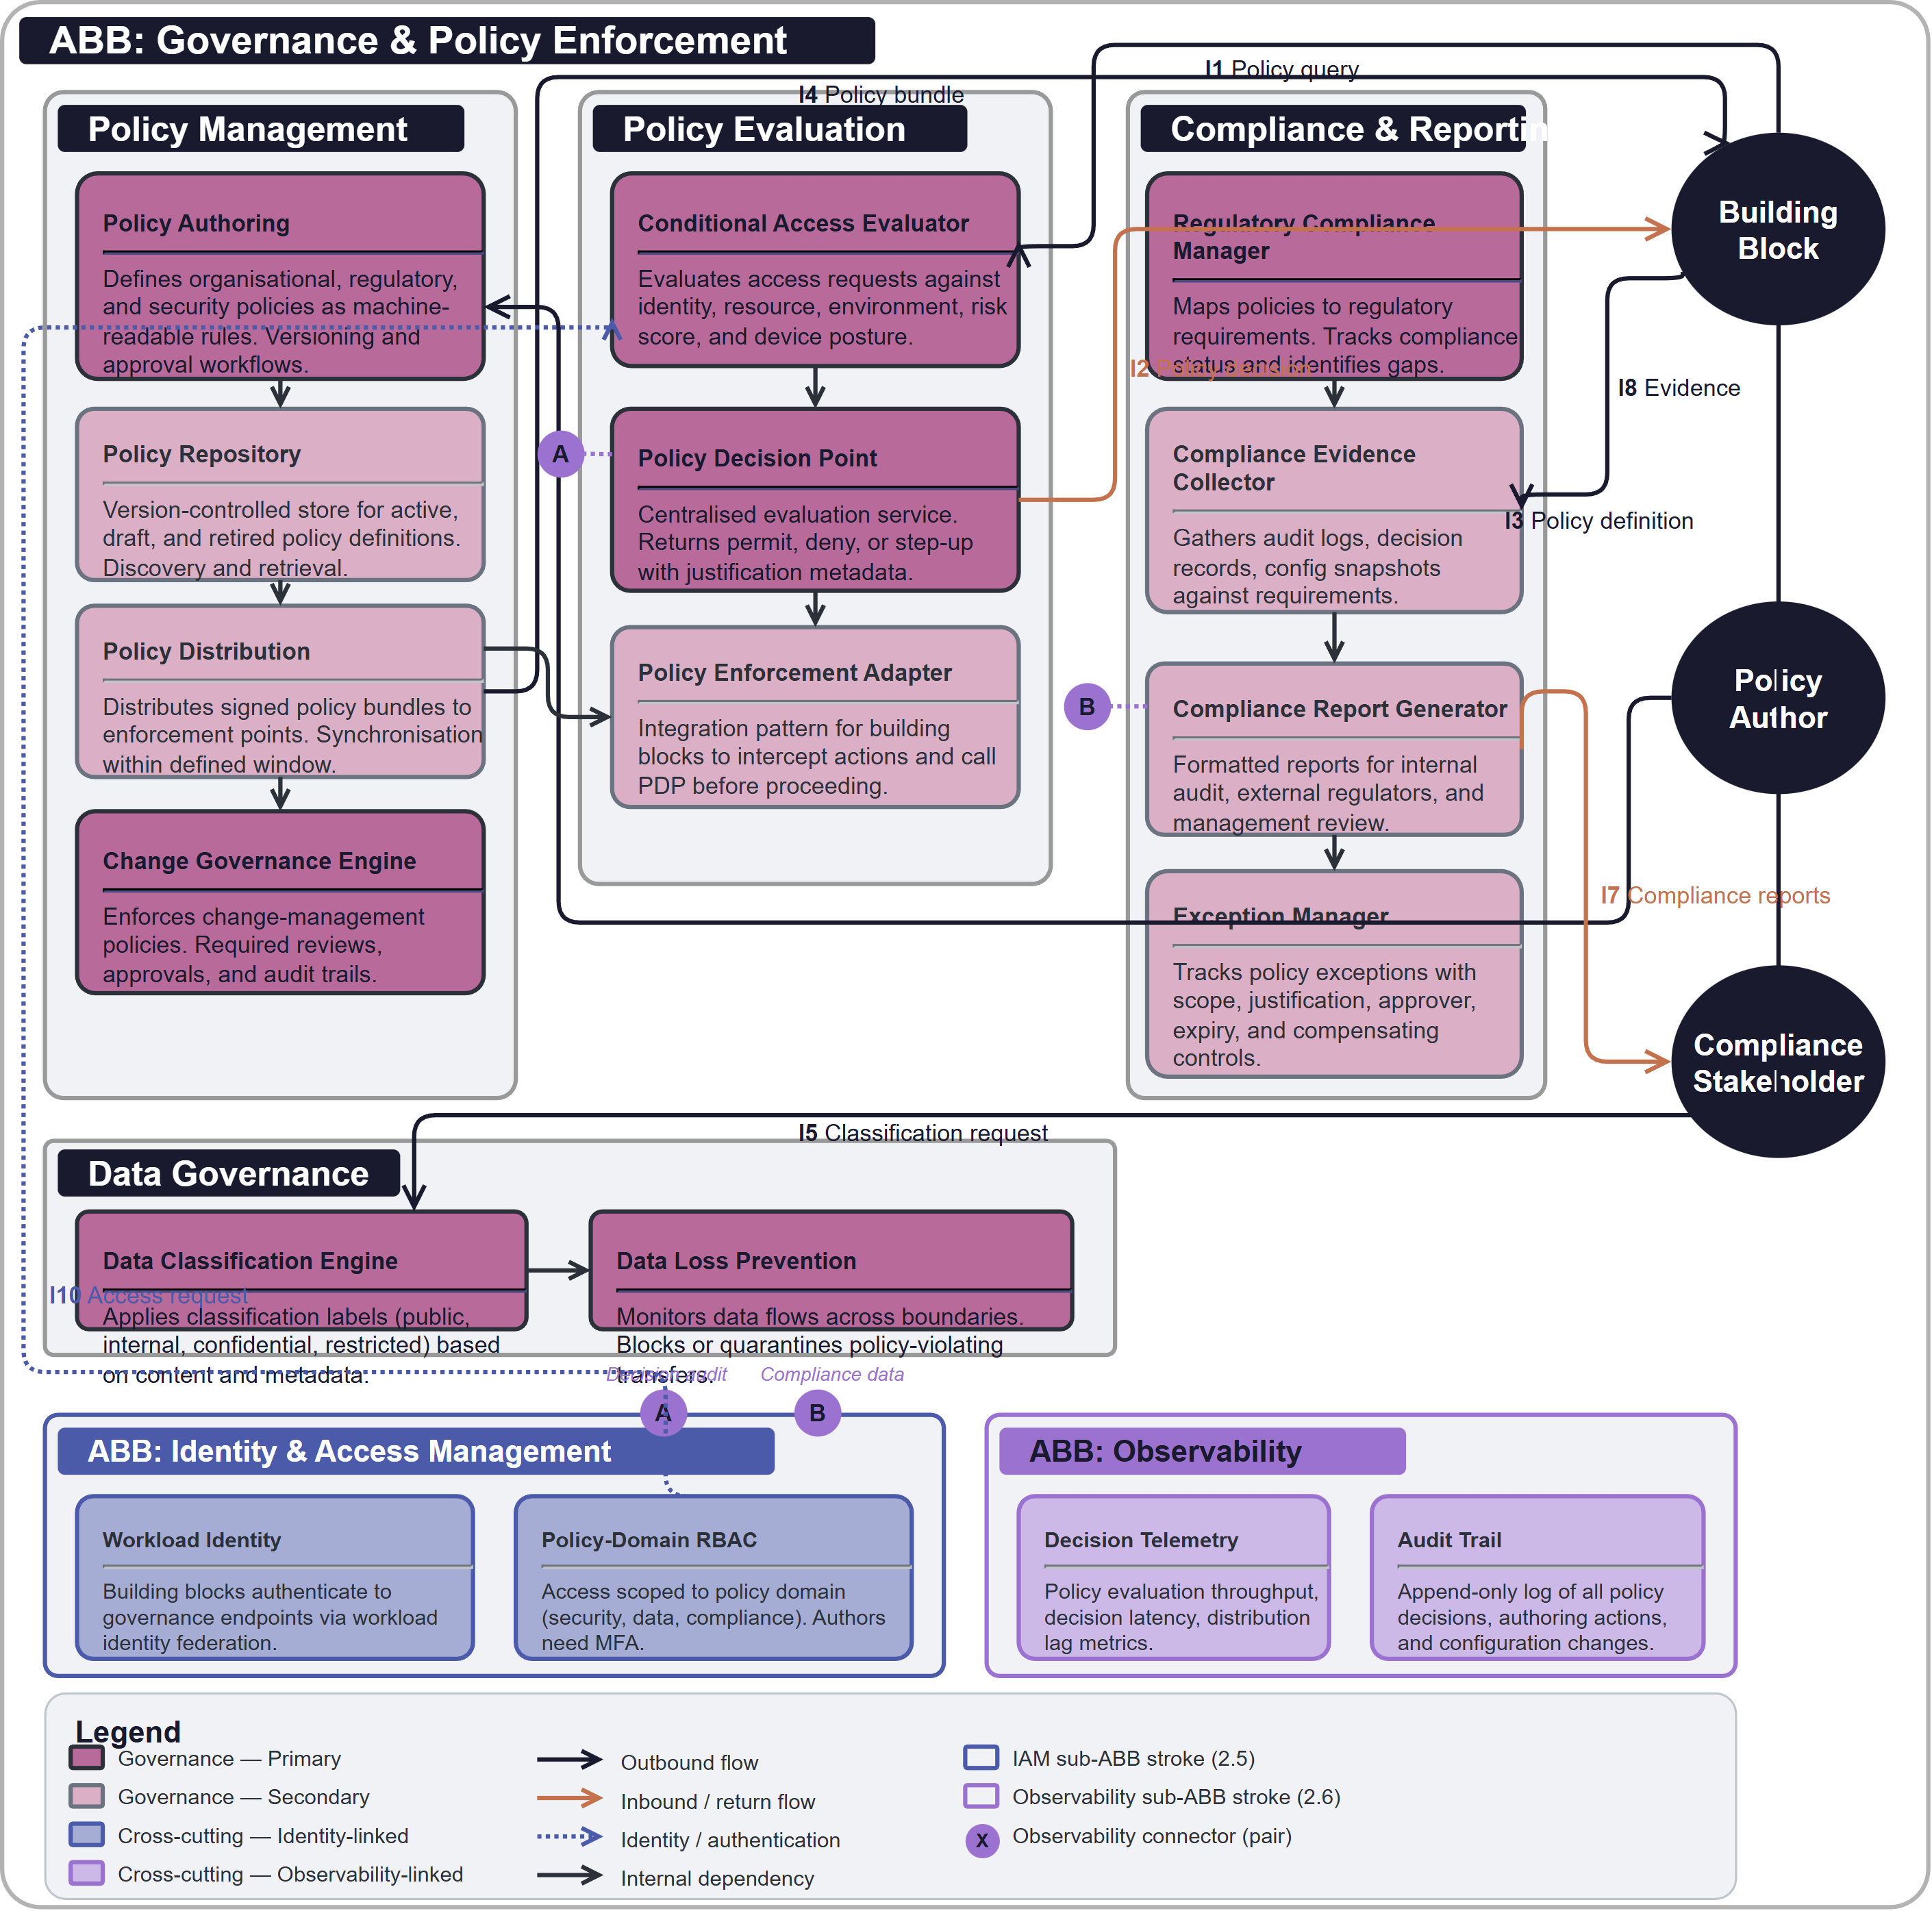 ABB: Governance & Policy Enforcement
I1 Policy query
I4 Policy bundle
Policy Management
Policy Authoring
Defines organisational, regulatory,
and security policies as machine-
readable rules. Versioning and
approval workflows.
Policy Repository
Version-controlled store for active,
draft, and retired policy definitions.
Discovery and retrieval.
Policy Distribution
Distributes signed policy bundles to
enforcement points. Synchronisation
within defined window.
Change Governance Engine
Enforces change-management
policies. Required reviews,
approvals, and audit trails.
Policy Evaluation
Conditional Access Evaluator
Evaluates access requests against
identity, resource, environment, risk
score, and device posture.
A
Policy Decision Point
Centralised evaluation service.
Returns permit, deny, or step-up
with justification metadata.
Policy Enforcement Adapter
Integration pattern for building
blocks to intercept actions and call
PDP before proceeding.
Compliance & Reportin
Regulatory Compliance
Manager
Maps policies to regulatory
requirements. Tracks compliance
status and identifies gaps.
I2 Policy decision
Compliance Evidence
Collector
Gathers audit logs, decision
records, config snapshots
against requirements.
B
Compliance Report Generator
Formatted reports for internal
audit, external regulators, and
management review.
Exception Manager
Tracks policy exceptions with
scope, justification, approver,
expiry, and compensating
controls.
Building
Block
I8 Evidence
I3 Policy definition
Policy
Author
I7 Compliance reports
Compliance
Stakeholder
I5 Classification request
Data Governance
Data Classification Engine
I10 Access request
Applies classification labels (public,
internal, confidential, restricted) based
on content and metadata.
Data Loss Prevention
Monitors data flows across boundaries.
Blocks or quarantines policy-violating
transfers.
Decision audit
Compliance data
A
B
ABB: Identity & Access Management
Workload Identity
Building blocks authenticate to
governance endpoints via workload
identity federation.
Policy-Domain RBAC
Access scoped to policy domain
(security, data, compliance). Authors
need MFA.
ABB: Observability
Decision Telemetry
Policy evaluation throughput,
decision latency, distribution
lag metrics.
Audit Trail
Append-only log of all policy
decisions, authoring actions,
and configuration changes.
Legend
Governance — Primary
Governance — Secondary
Cross-cutting — Identity-linked
Cross-cutting — Observability-linked
Outbound flow
Inbound / return flow
Identity / authentication
Internal dependency
IAM sub-ABB stroke (2.5)
Observability sub-ABB stroke (2.6)
X
Observability connector (pair)